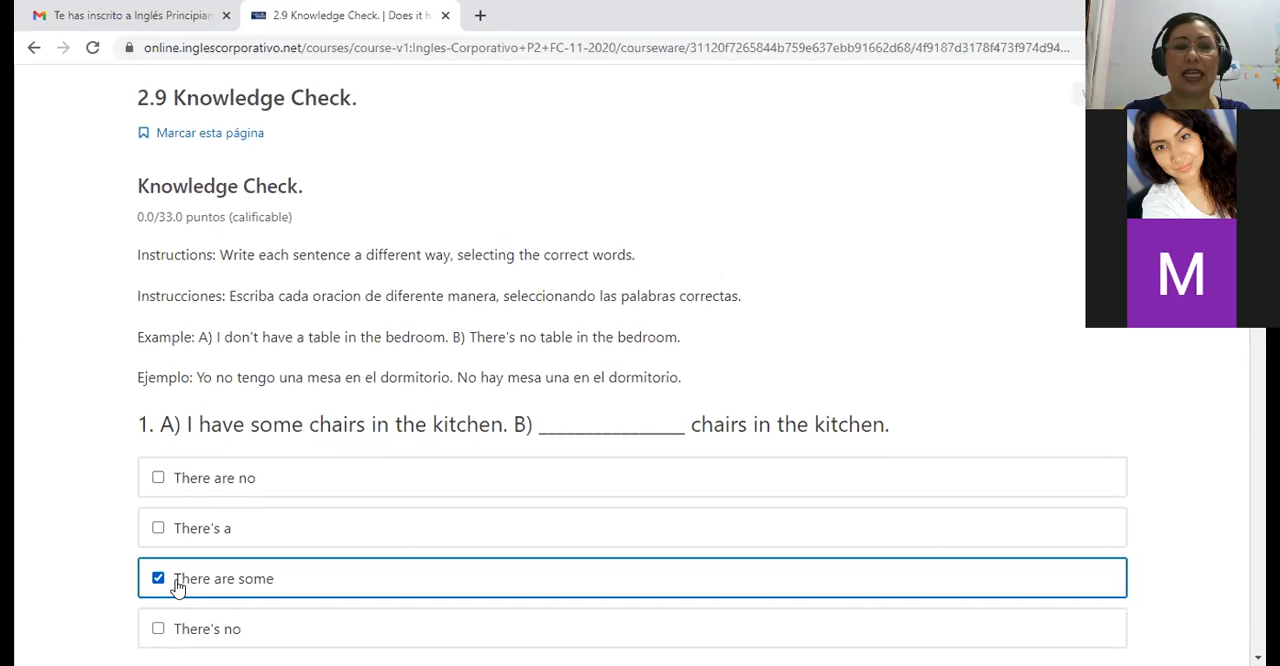 Te has inscrito a Inglés Principian
2.9 Knowledge Check. | Does it h
online.inglescorporativo.net/courses/course-v1:Ingles-Corporativo+P2+FC-11-2020/courseware/31120f7265844b759e637ebb91662d68/4f9187d3178f473f974d94...
2.9 Knowledge Check.
Marcar esta página
Knowledge Check.
0.0/33.0 puntos (calificable)
Instructions: Write each sentence a different way, selecting the correct words.
Instrucciones: Escriba cada oracion de diferente manera, seleccionando las palabras correctas.
Example: A) I don't have a table in the bedroom. B) There's no table in the bedroom.
Ejemplo: Yo no tengo una mesa en el dormitorio. No hay mesa una en el dormitorio.
1. A) I have some chairs in the kitchen. B) ________________ chairs in the kitchen.
There are no
There's a
There are some
There's no
M